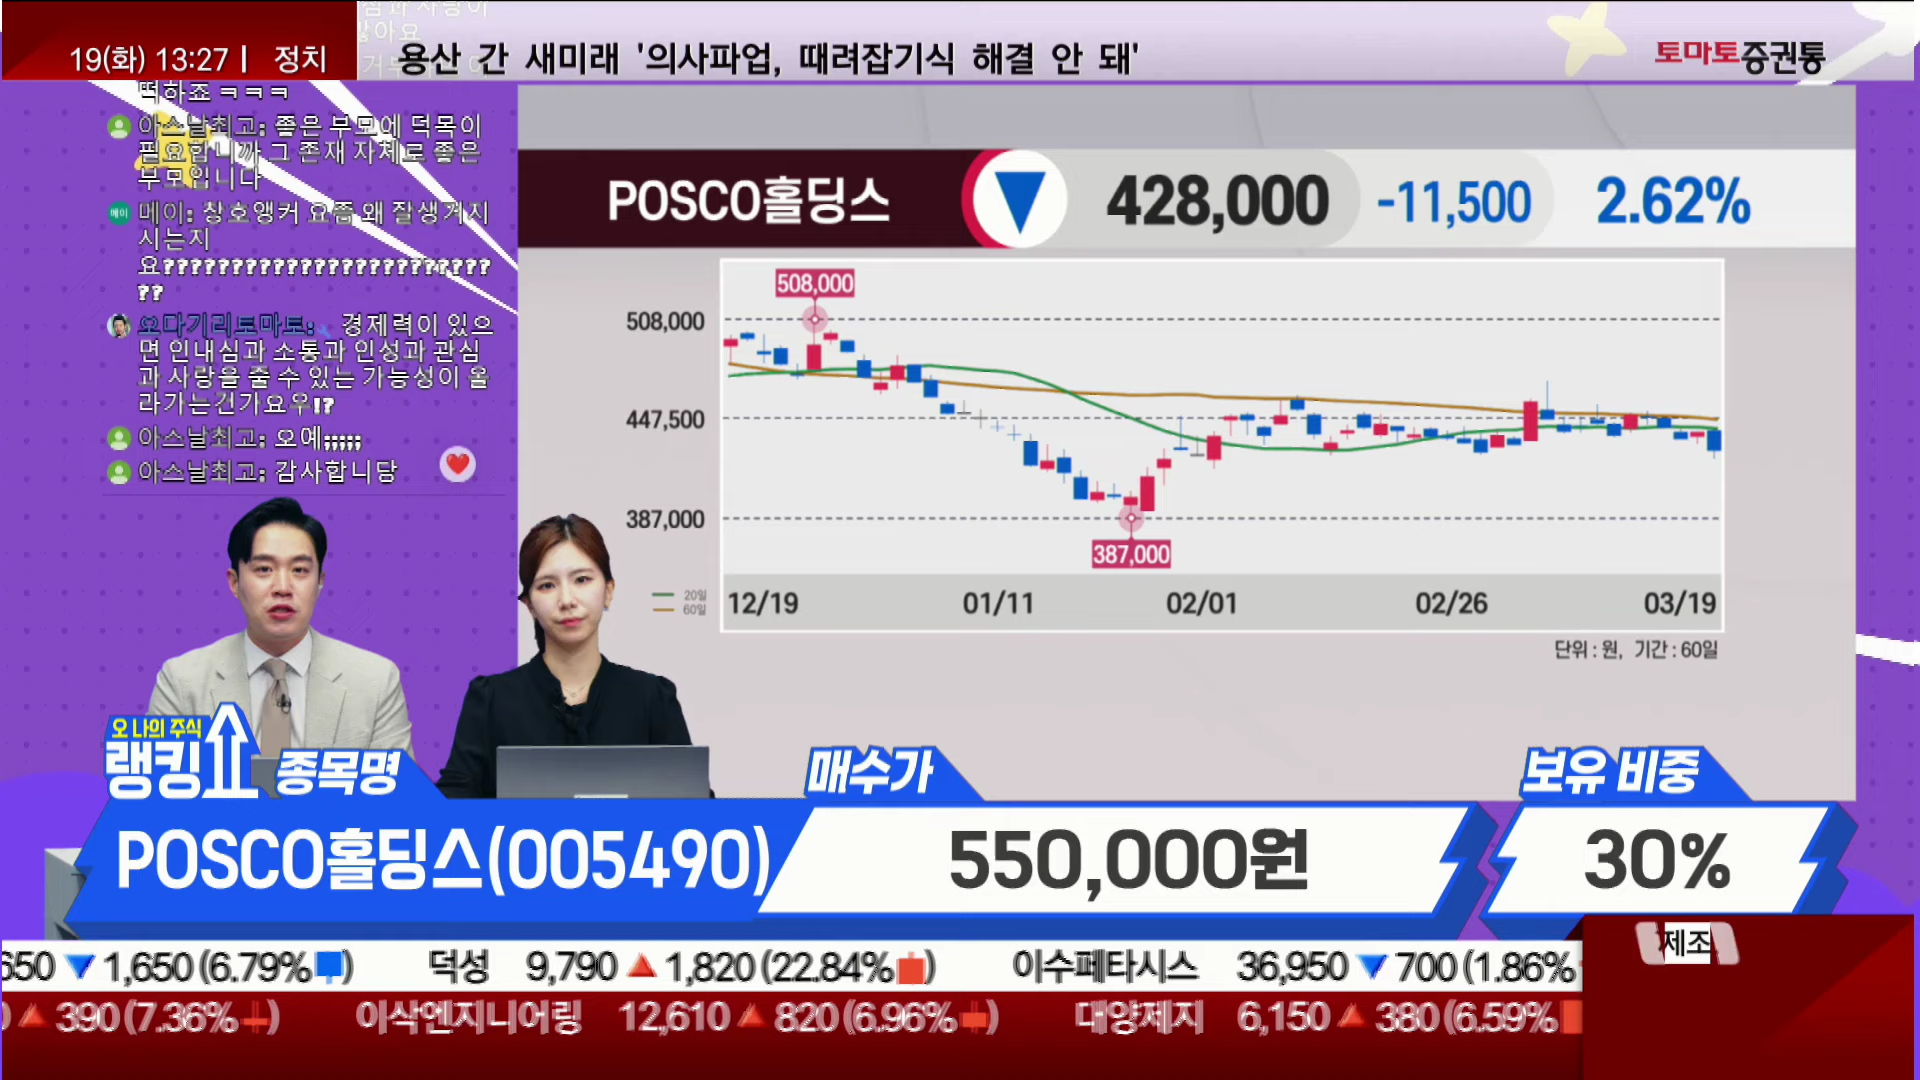 19(화) 13:27 | 정치
용산 간 새미래 '의사파업, 때려잡기식 해결 안 돼'
토마토증권통
떡하죠 ㅋㅋㅋ
아스날최고: 좋은 부모에 덕목이
필요합니까 그 존재 자체로 좋은
부모입니다
메이 메이: 창호앵커 요즘 왜 잘생겨지
시는지
요????????????????????????
??
오다기리토마토: 경제력이 있으
면 인내심과 소통과 인성과 관심
과 사랑을 줄 수 있는 가능성이 올
라가는건가요우!?
아스날최고: 오예;;;;;
아스날최고: 감사합니당
POSCO홀딩스 ▼ 428,000 -11,500 2.62%
508,000
508,000
447,500
387,000
387,000
20일
60일
12/19 01/11 02/01 02/26 03/19
단위 : 원, 기간 : 60일
오 나의 주식
랭킹
종목명 매수가 보유 비중
POSCO홀딩스(005490) 550,000원 30%
650 ▼ 1,650 (6.79% ) 덕성 9,790 ▲ 1,820 (22.84% ) 이수페타시스 36,950 ▼ 700 (1.86%
제조
0 ▲ 390 (7.36% ) 이삭엔지니어링 12,610 ▲ 820 (6.96% ) 대양제지 6,150 ▲ 380 (6.59%